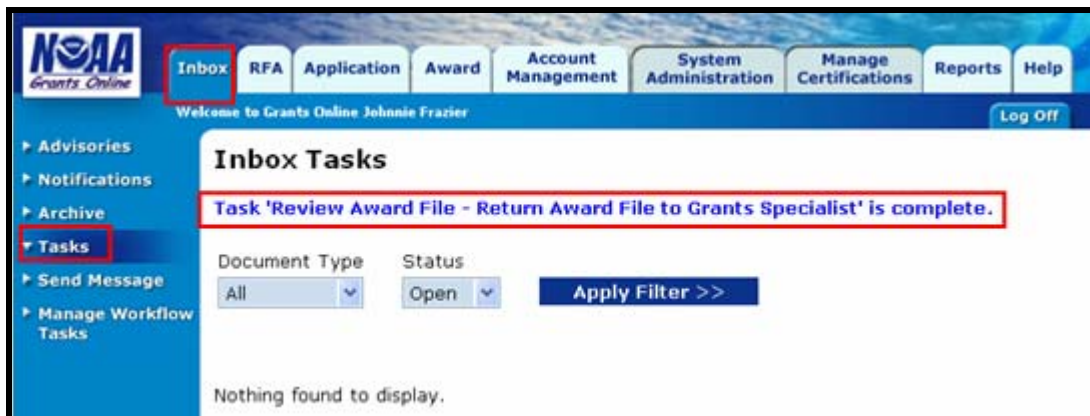 NOAA
Grants Online
Inbox
RFA
Application
Award
Account
Management
System
Administration
Manage
Certifications
Reports
Help
Welcome to Grants Online Johnnie Frazier
Log Off
Advisories
Notifications
Archive
Tasks
Send Message
Manage Workflow
Tasks
Inbox Tasks
Task 'Review Award File - Return Award File to Grants Specialist' is complete.
Document Type Status
All Open Apply Filter >>
Nothing found to display.